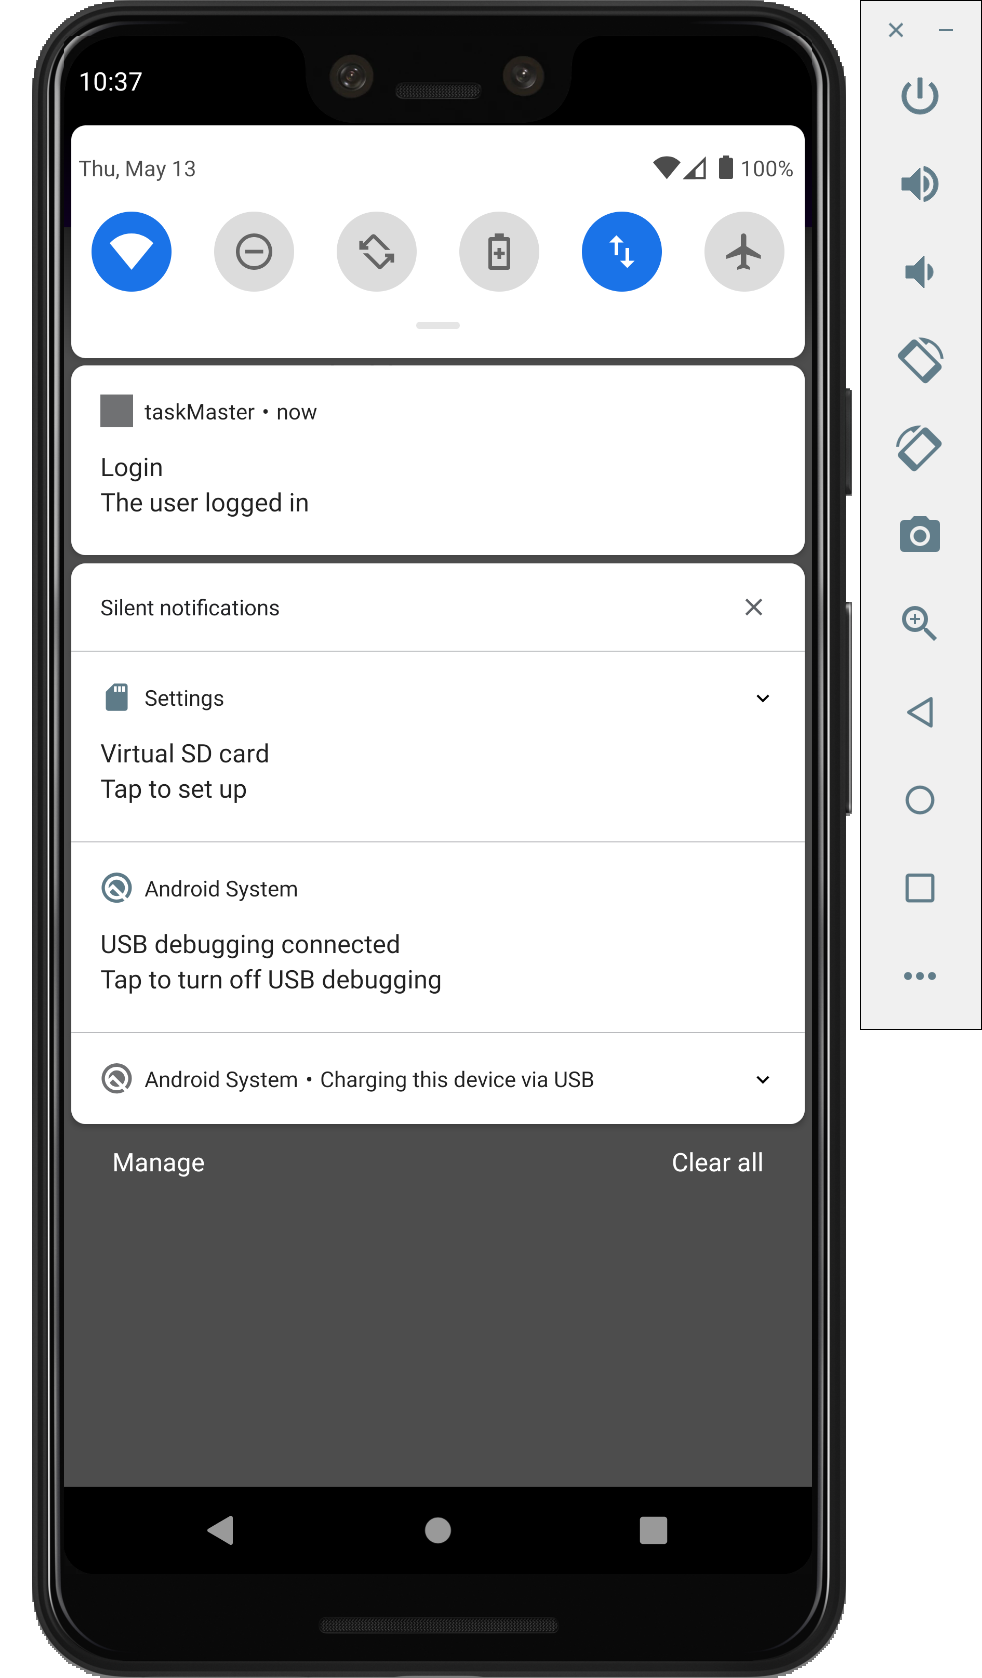 10:37
Thu, May 13
100%
taskMaster • now
Login
The user logged in
Silent notifications
Settings
Virtual SD card
Tap to set up
Android System
USB debugging connected
Tap to turn off USB debugging
Android System • Charging this device via USB
Manage
Clear all